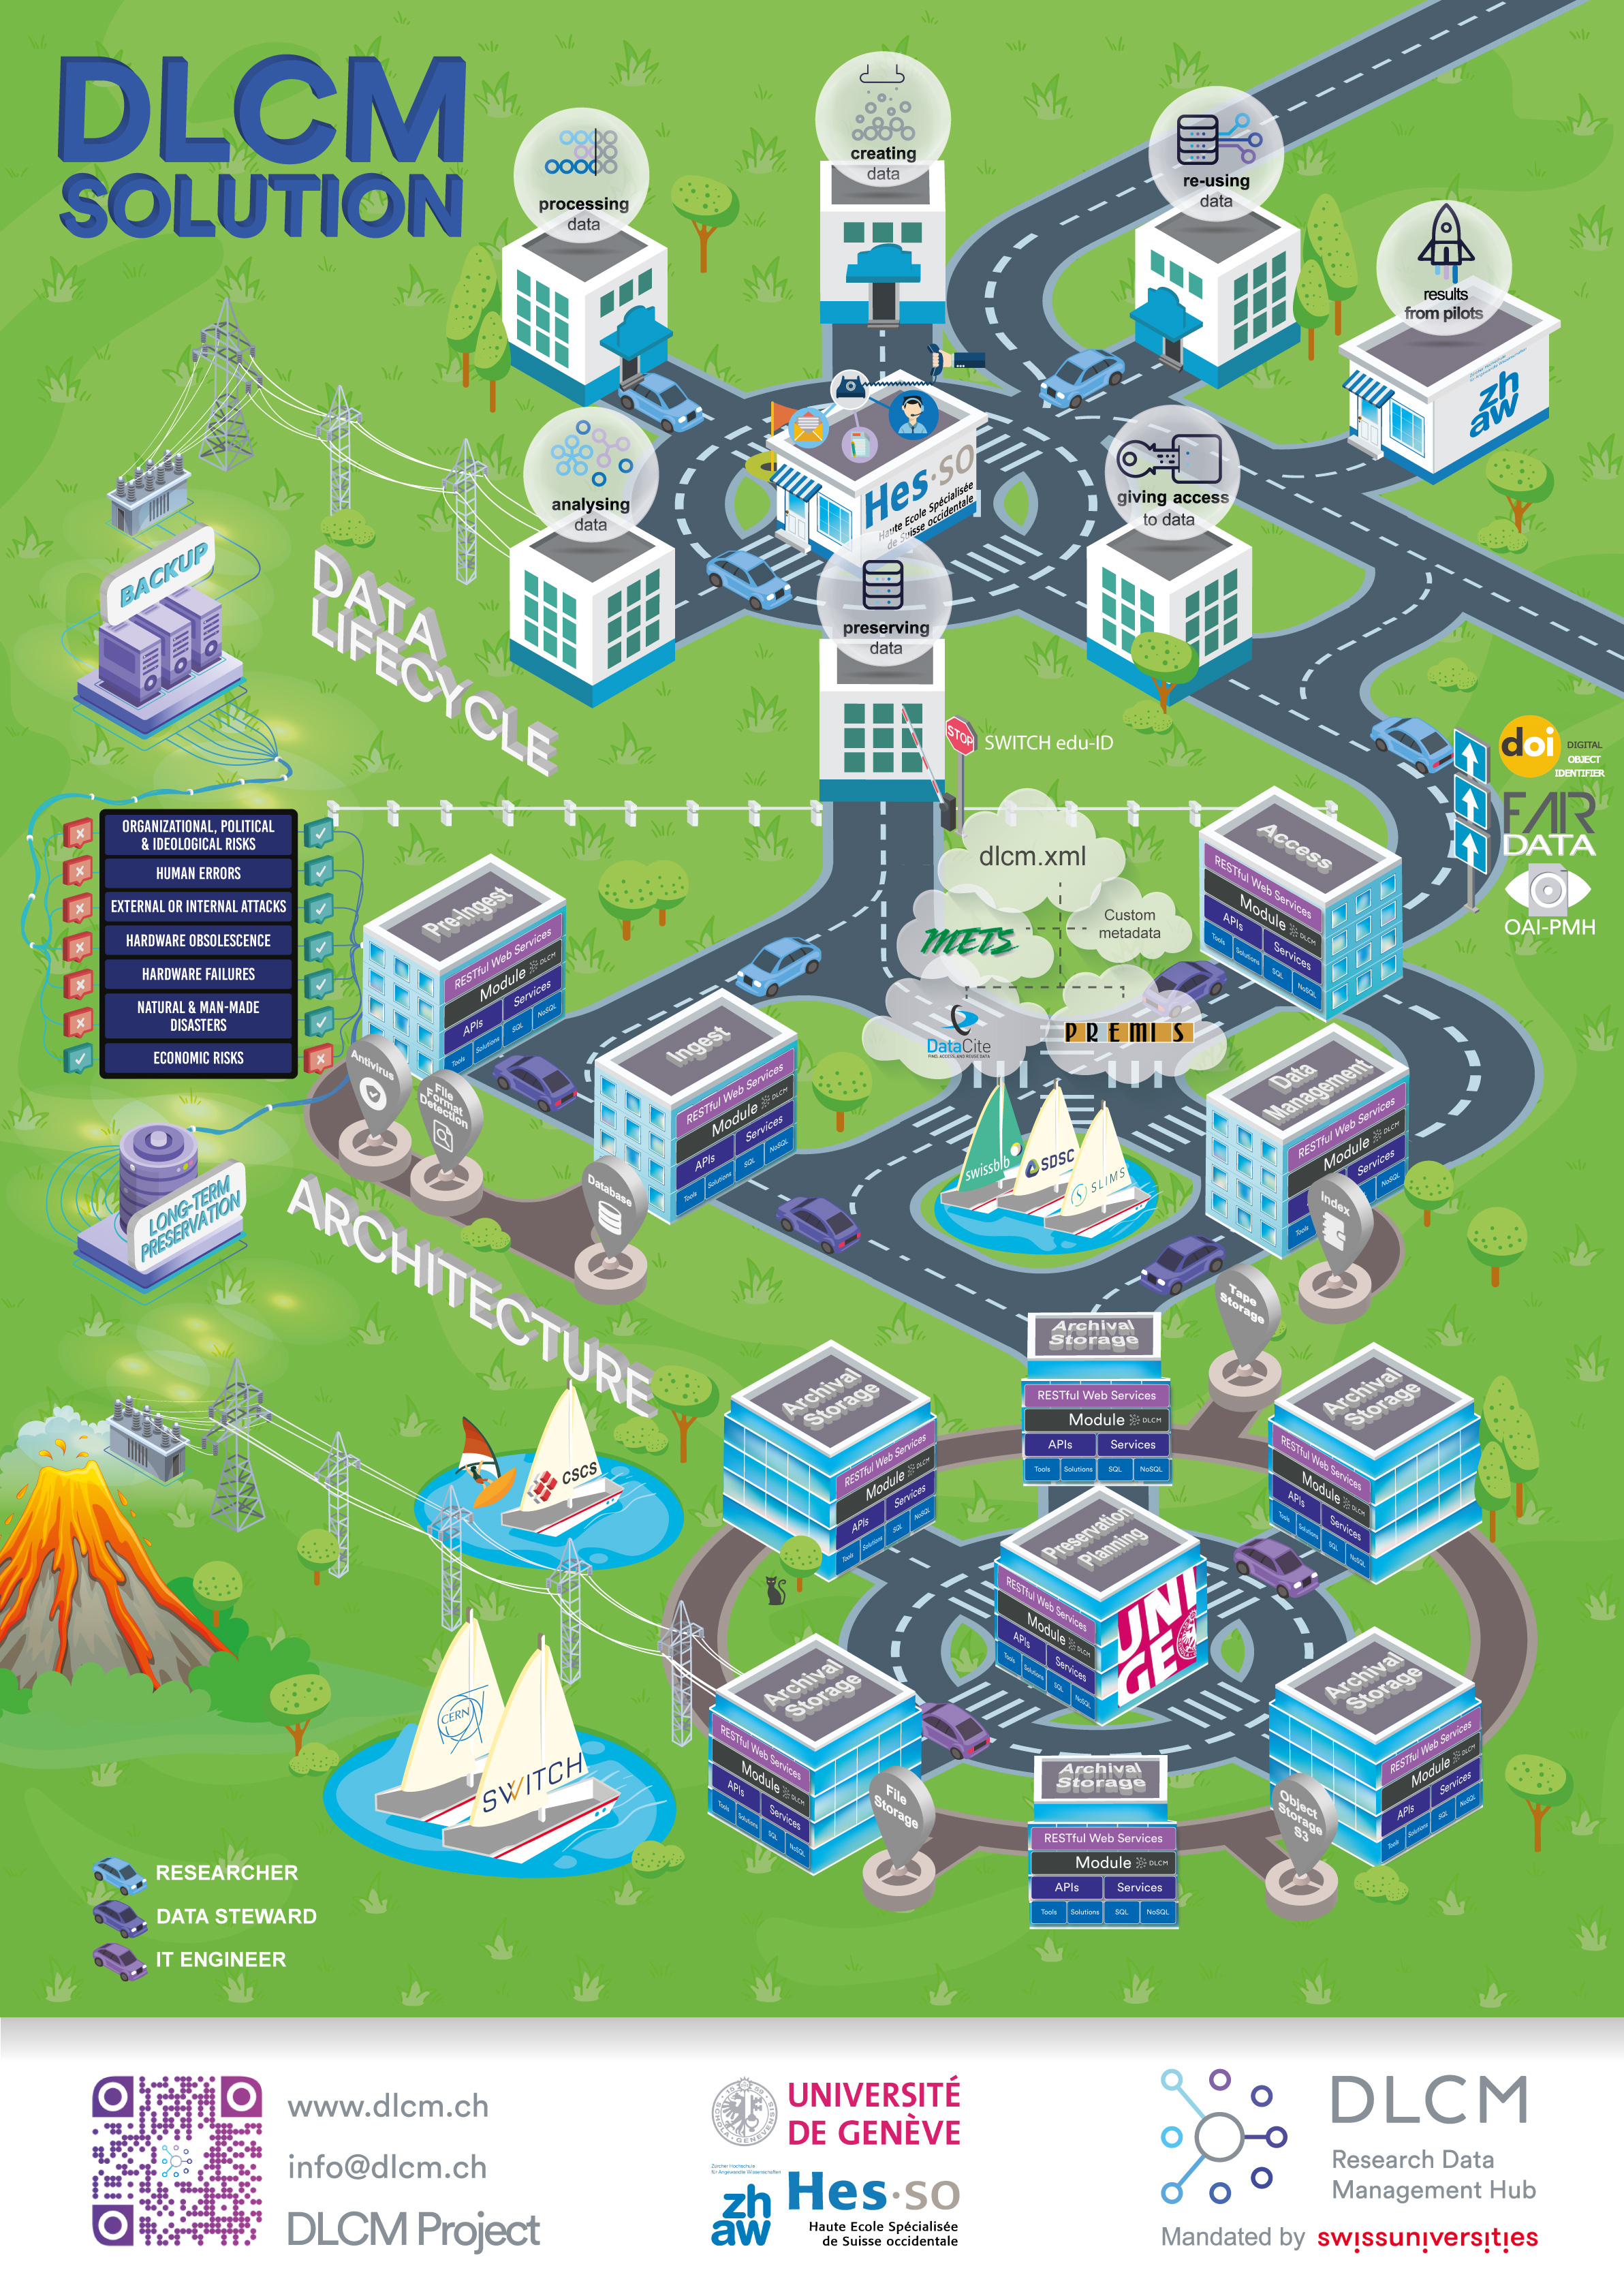 DLCM
SOLUTION
processing
data
creating
data
re-using
data
results
from pilots
Zürcher Hochschule
für Angewandte Wissenschaften
zh
aw
analysing
data
Hes·so
Haute Ecole Spécialisée
de Suisse occidentale
giving access
to data
preserving
data
BACKUP
DATA
LIFECYCLE
STOP
SWITCH edu-ID
doi
DIGITAL
OBJECT
IDENTIFIER
FAIR
DATA
OAI-PMH
ORGANIZATIONAL, POLITICAL
& IDEOLOGICAL RISKS
HUMAN ERRORS
EXTERNAL OR INTERNAL ATTACKS
HARDWARE OBSOLESCENCE
HARDWARE FAILURES
NATURAL & MAN-MADE
DISASTERS
ECONOMIC RISKS
dlcm.xml
METS
Custom
metadata
DataCite
FIND, ACCESS, AND REUSE DATA
PREMIS
Access
RESTful Web Services
Module DLCM
APIs Services
Tools Solutions SQL NoSQL
Pre-Ingest
RESTful Web Services
Module DLCM
APIs Services
Tools Solutions SQL NoSQL
Ingest
RESTful Web Services
Module DLCM
APIs Services
Tools Solutions SQL NoSQL
Data
Management
RESTful Web Services
Module DLCM
Services
Tools NoSQL
Antivirus
File
Format
Detection
Database
Index
swissbib
SDSC
SLIMS
LONG-TERM
PRESERVATION
ARCHITECTURE
Tape
Storage
Archival
Storage
RESTful Web Services
Module DLCM
APIs Services
Tools Solutions SQL NoSQL
Archival
Storage
RESTful Web Services
Module DLCM
APIs Services
Tools Solutions SQL NoSQL
Archival
Storage
RESTful Web Services
Module DLCM
APIs Services
Tools Solutions SQL NoSQL
CSCS
Preservation
Planning
RESTful Web Services
Module DLCM
APIs Services
Tools Solutions SQL NoSQL
UNI
GE
CERN
SWITCH
Archival
Storage
RESTful Web Services
Module DLCM
APIs Services
Tools Solutions SQL NoSQL
Archival
Storage
RESTful Web Services
Module DLCM
APIs Services
Tools Solutions SQL NoSQL
Archival
Storage
RESTful Web Services
Module DLCM
APIs Services
Tools Solutions SQL NoSQL
File
Storage
Object
Storage
S3
RESEARCHER
DATA STEWARD
IT ENGINEER
www.dlcm.ch
info@dlcm.ch
DLCM Project
UNIVERSITÉ
DE GENÈVE
Zürcher Hochschule
für Angewandte Wissenschaften
zh
aw
Hes·so
Haute Ecole Spécialisée
de Suisse occidentale
DLCM
Research Data
Management Hub
Mandated by swissuniversities